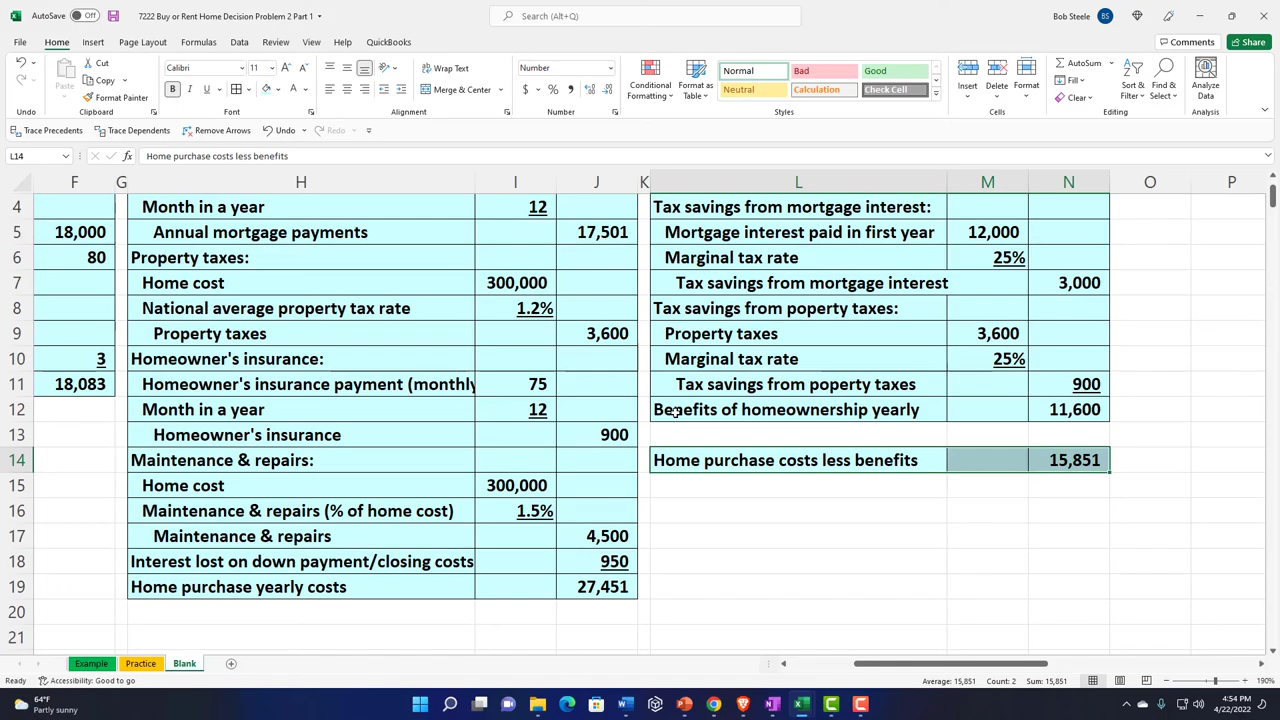 AutoSave Off 7222 Buy or Rent Home Decision Problem 2 Part 1 Search (Alt+Q) Bob Steele BS
File Home Insert Page Layout Formulas Data Review View Help QuickBooks Comments Share
Cut Copy Format Painter Paste Clipboard
Undo
Calibri 11 B I U A Font
Wrap Text Merge & Center Alignment
Number $ % Number
Conditional Formatting Format as Table
Normal Bad Good
Neutral Calculation Check Cell
Styles
Insert Delete Format Cells
AutoSum Fill Clear Sort & Filter Find & Select Editing
Analyze Data Analysis
Trace Precedents Trace Dependents Remove Arrows Undo Redo
L14 fx Home purchase costs less benefits
F G H I J K L M N O P
4 Month in a year 12 Tax savings from mortgage interest:
5 18,000 Annual mortgage payments 17,501 Mortgage interest paid in first year 12,000
6 80 Property taxes: Marginal tax rate 25%
7 Home cost 300,000 Tax savings from mortgage interest 3,000
8 National average property tax rate 1.2% Tax savings from poperty taxes:
9 Property taxes 3,600 Property taxes 3,600
10 3 Homeowner's insurance: Marginal tax rate 25%
11 18,083 Homeowner's insurance payment (monthly 75 Tax savings from poperty taxes 900
12 Month in a year 12 Benefits of homeownership yearly 11,600
13 Homeowner's insurance 900
14 Maintenance & repairs: Home purchase costs less benefits 15,851
15 Home cost 300,000
16 Maintenance & repairs (% of home cost) 1.5%
17 Maintenance & repairs 4,500
18 Interest lost on down payment/closing costs 950
19 Home purchase yearly costs 27,451
20
21
Example Practice Blank
Ready Accessibility: Good to go Average: 15,851 Count: 2 Sum: 15,851 190%
64°F
Partly sunny
4:54 PM
4/22/2022